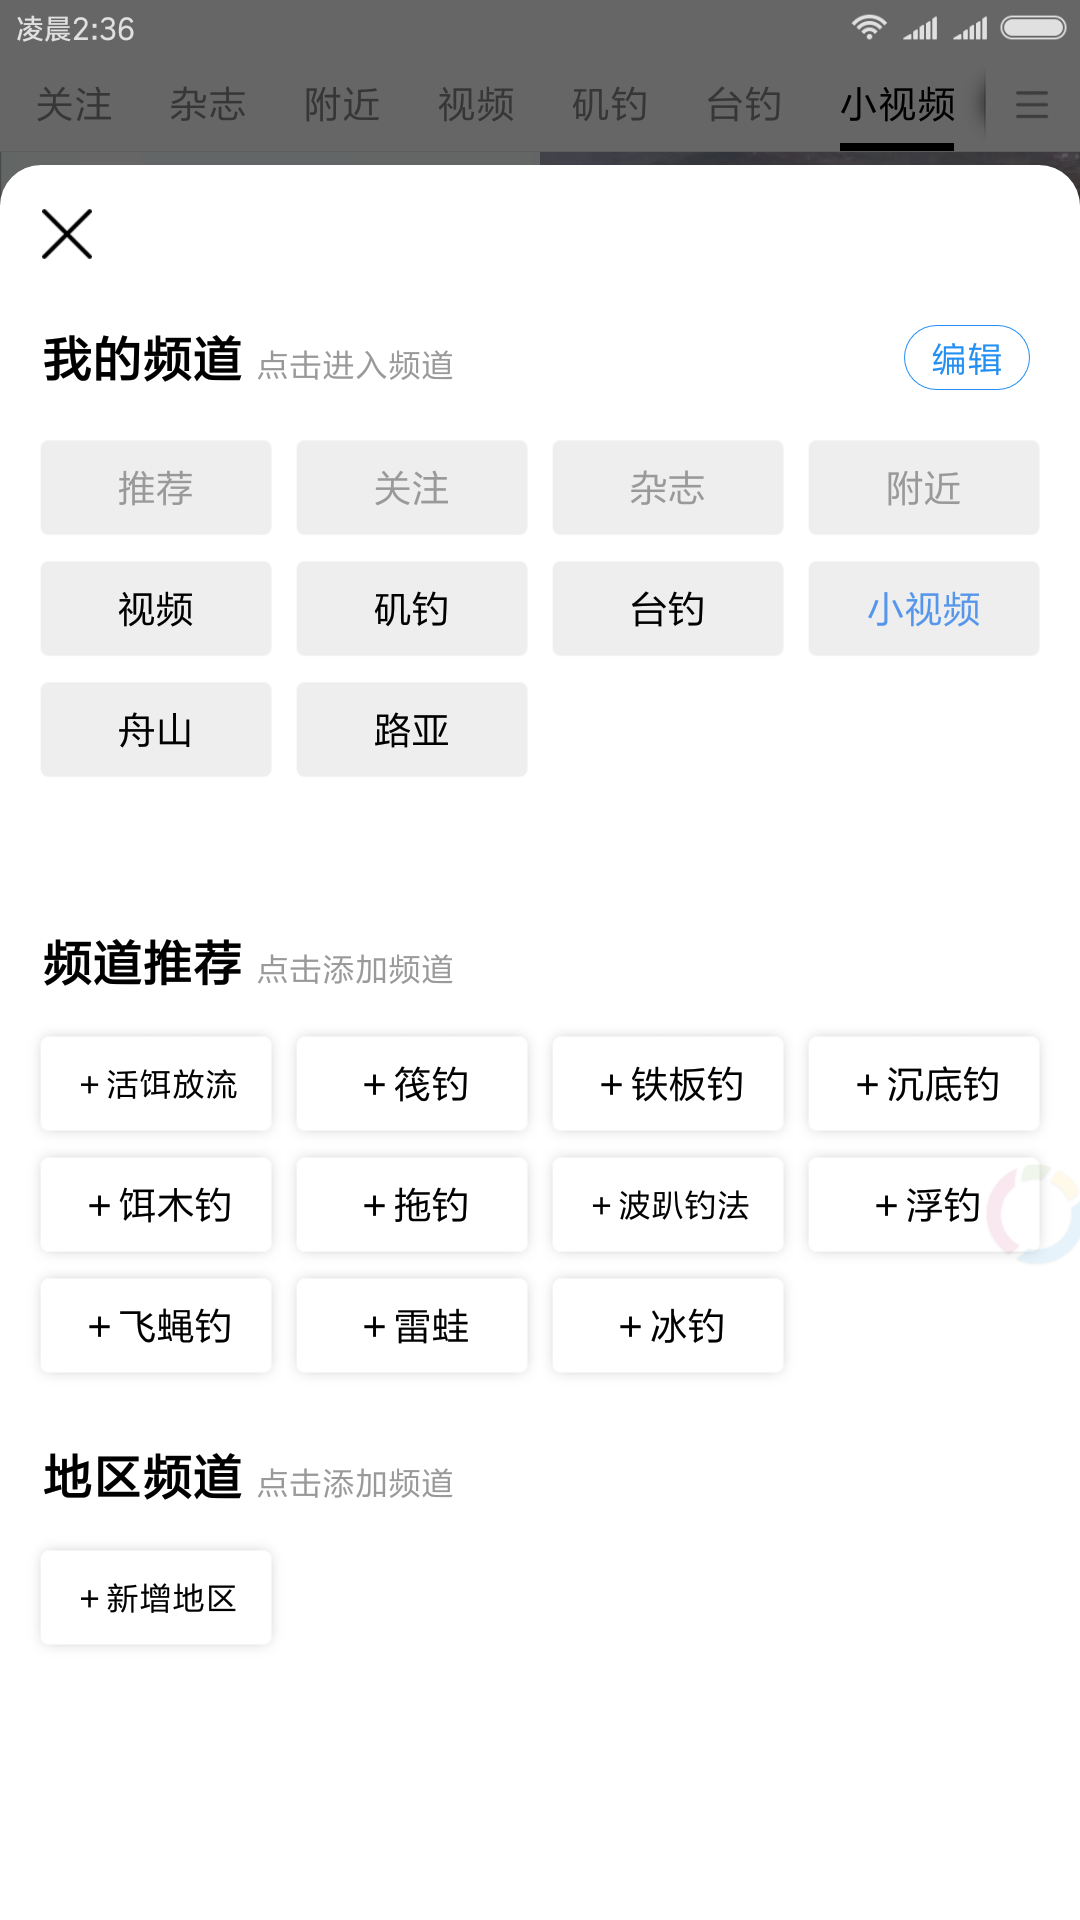 凌晨2:36
关注 杂志 附近 视频 矶钓 台钓 小视频
我的频道 点击进入频道 编辑
推荐 关注 杂志 附近
视频 矶钓 台钓 小视频
舟山 路亚
频道推荐 点击添加频道
+活饵放流 +筏钓 +铁板钓 +沉底钓
+饵木钓 +拖钓 +波趴钓法 +浮钓
+飞蝇钓 +雷蛙 +冰钓
地区频道 点击添加频道
+新增地区